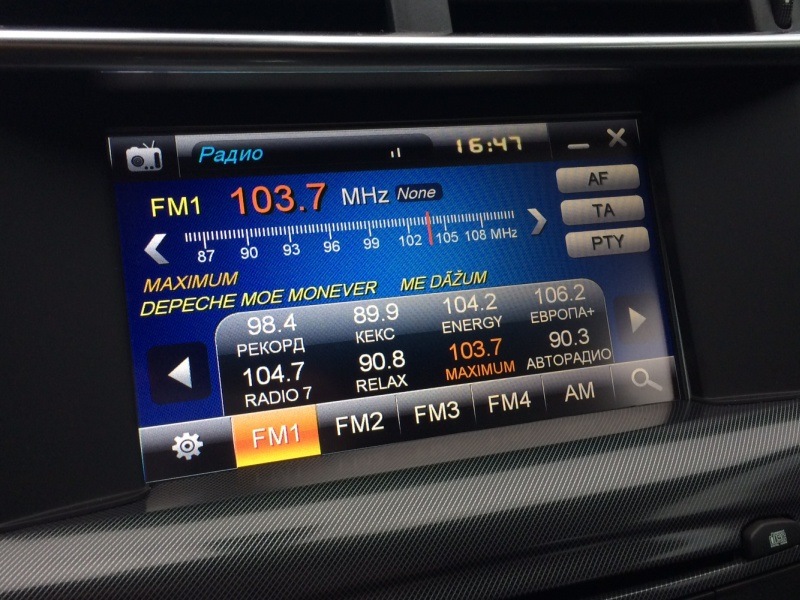 Радио 16:47
FM1 103.7 MHz None
AF
TA
PTY
87 90 93 96 99 102 105 108 MHz
MAXIMUM
DEPECHE MOE MONEVER ME DÃŽUM
98.4 89.9 104.2 106.2
РЕКОРД КЕКС ENERGY ЕВРОПА+
104.7 90.8 103.7 90.3
RADIO 7 RELAX MAXIMUM АВТОРАДИО
FM1 FM2 FM3 FM4 AM